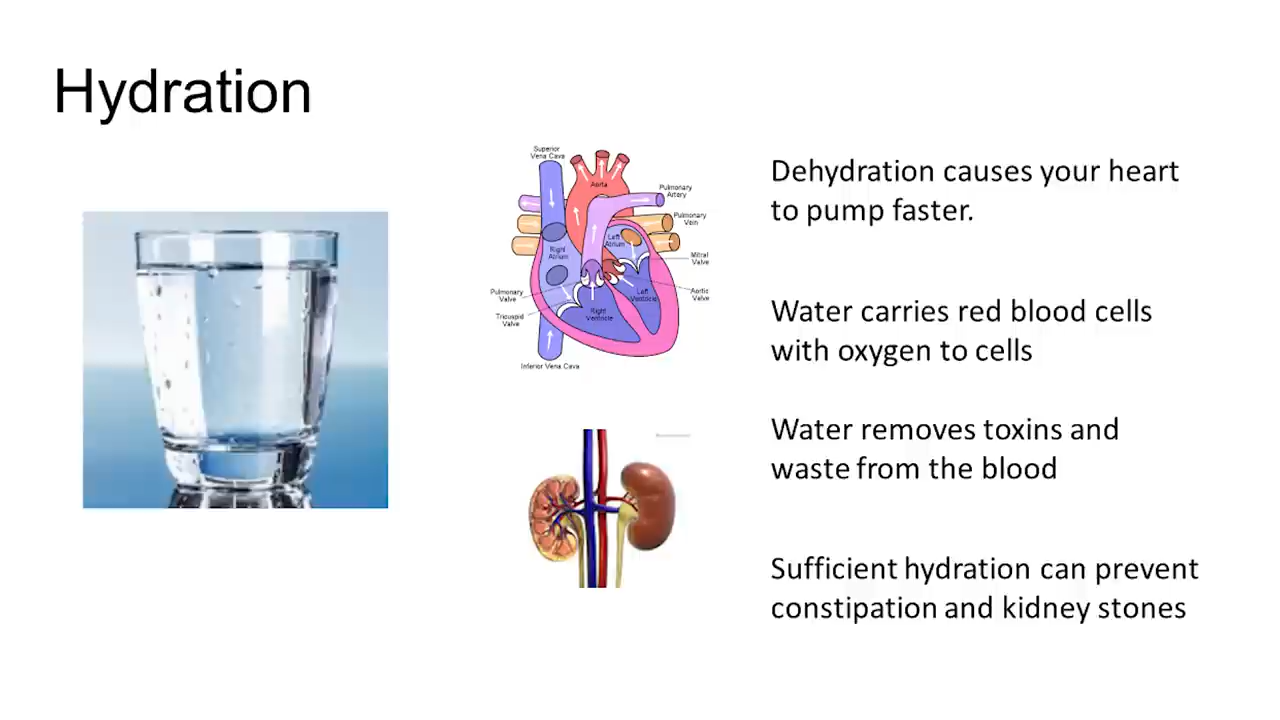 Hydration
Superior
Vena Cava
Aorta
Pulmonary
Artery
Pulmonary
Vein
Left
Atrium
Right
Atrium
Mitral
Valve
Pulmonary
Valve
Left
Ventricle
Aortic
Valve
Right
Ventricle
Tricuspid
Valve
Inferior Vena Cava
Dehydration causes your heart
to pump faster.
Water carries red blood cells
with oxygen to cells
Water removes toxins and
waste from the blood
Sufficient hydration can prevent
constipation and kidney stones